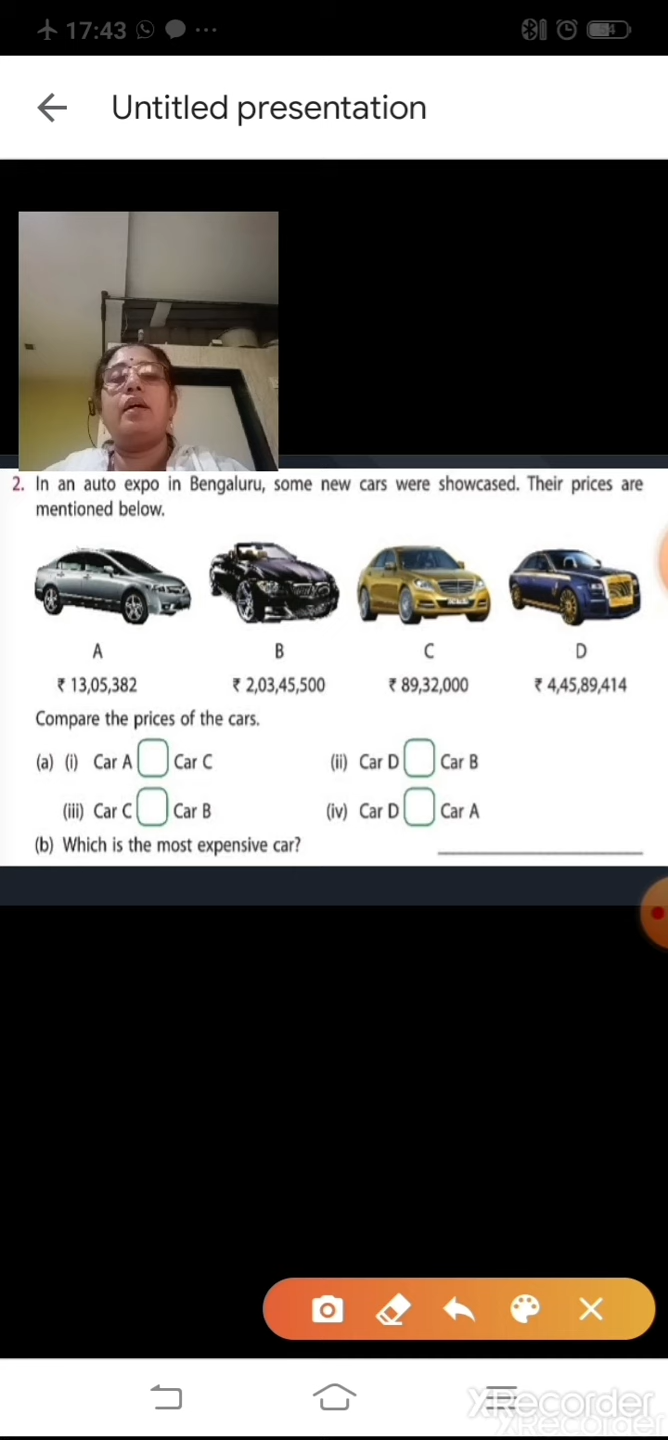 17:43
54
Untitled presentation
2. In an auto expo in Bengaluru, some new cars were showcased. Their prices are
mentioned below.
A B C D
₹ 13,05,382 ₹ 2,03,45,500 ₹ 89,32,000 ₹ 4,45,89,414
Compare the prices of the cars.
(a) (i) Car A Car C (ii) Car D Car B
(iii) Car C Car B (iv) Car D Car A
(b) Which is the most expensive car?
XRecorder
XRecorder